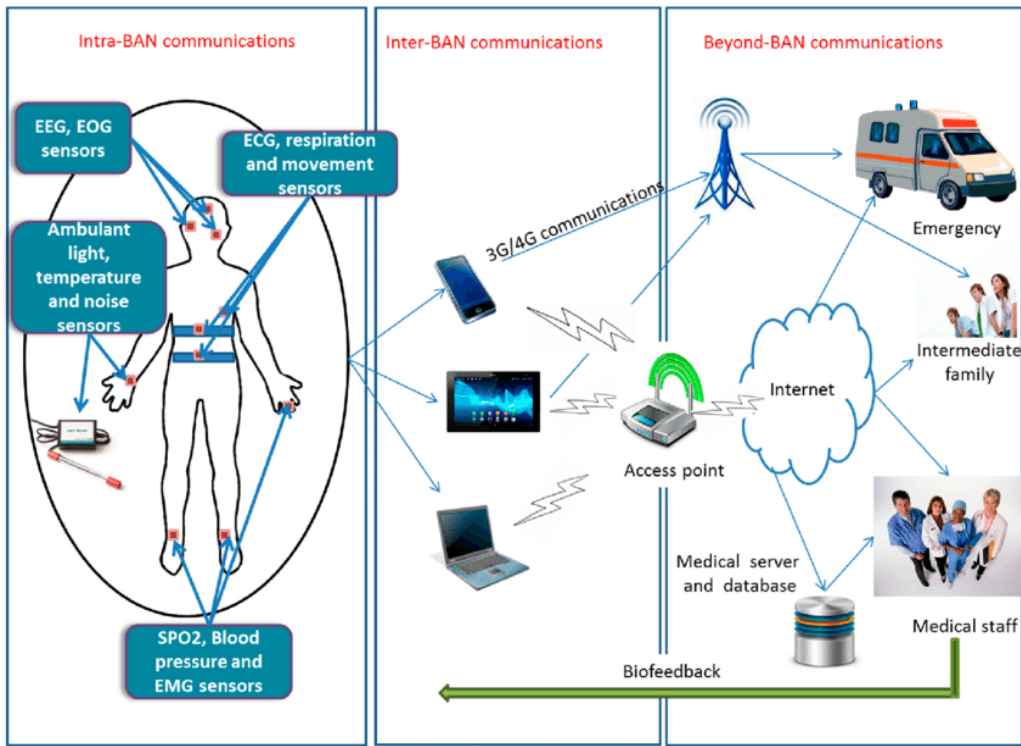 Intra-BAN communications
Inter-BAN communications
Beyond-BAN communications
EEG, EOG
sensors
ECG, respiration
and movement
sensors
Ambulant
light,
temperature
and noise
sensors
SPO2, Blood
pressure and
EMG sensors
3G/4G communications
Access point
Internet
Emergency
Intermediate
family
Medical server
and database
Medical staff
Biofeedback